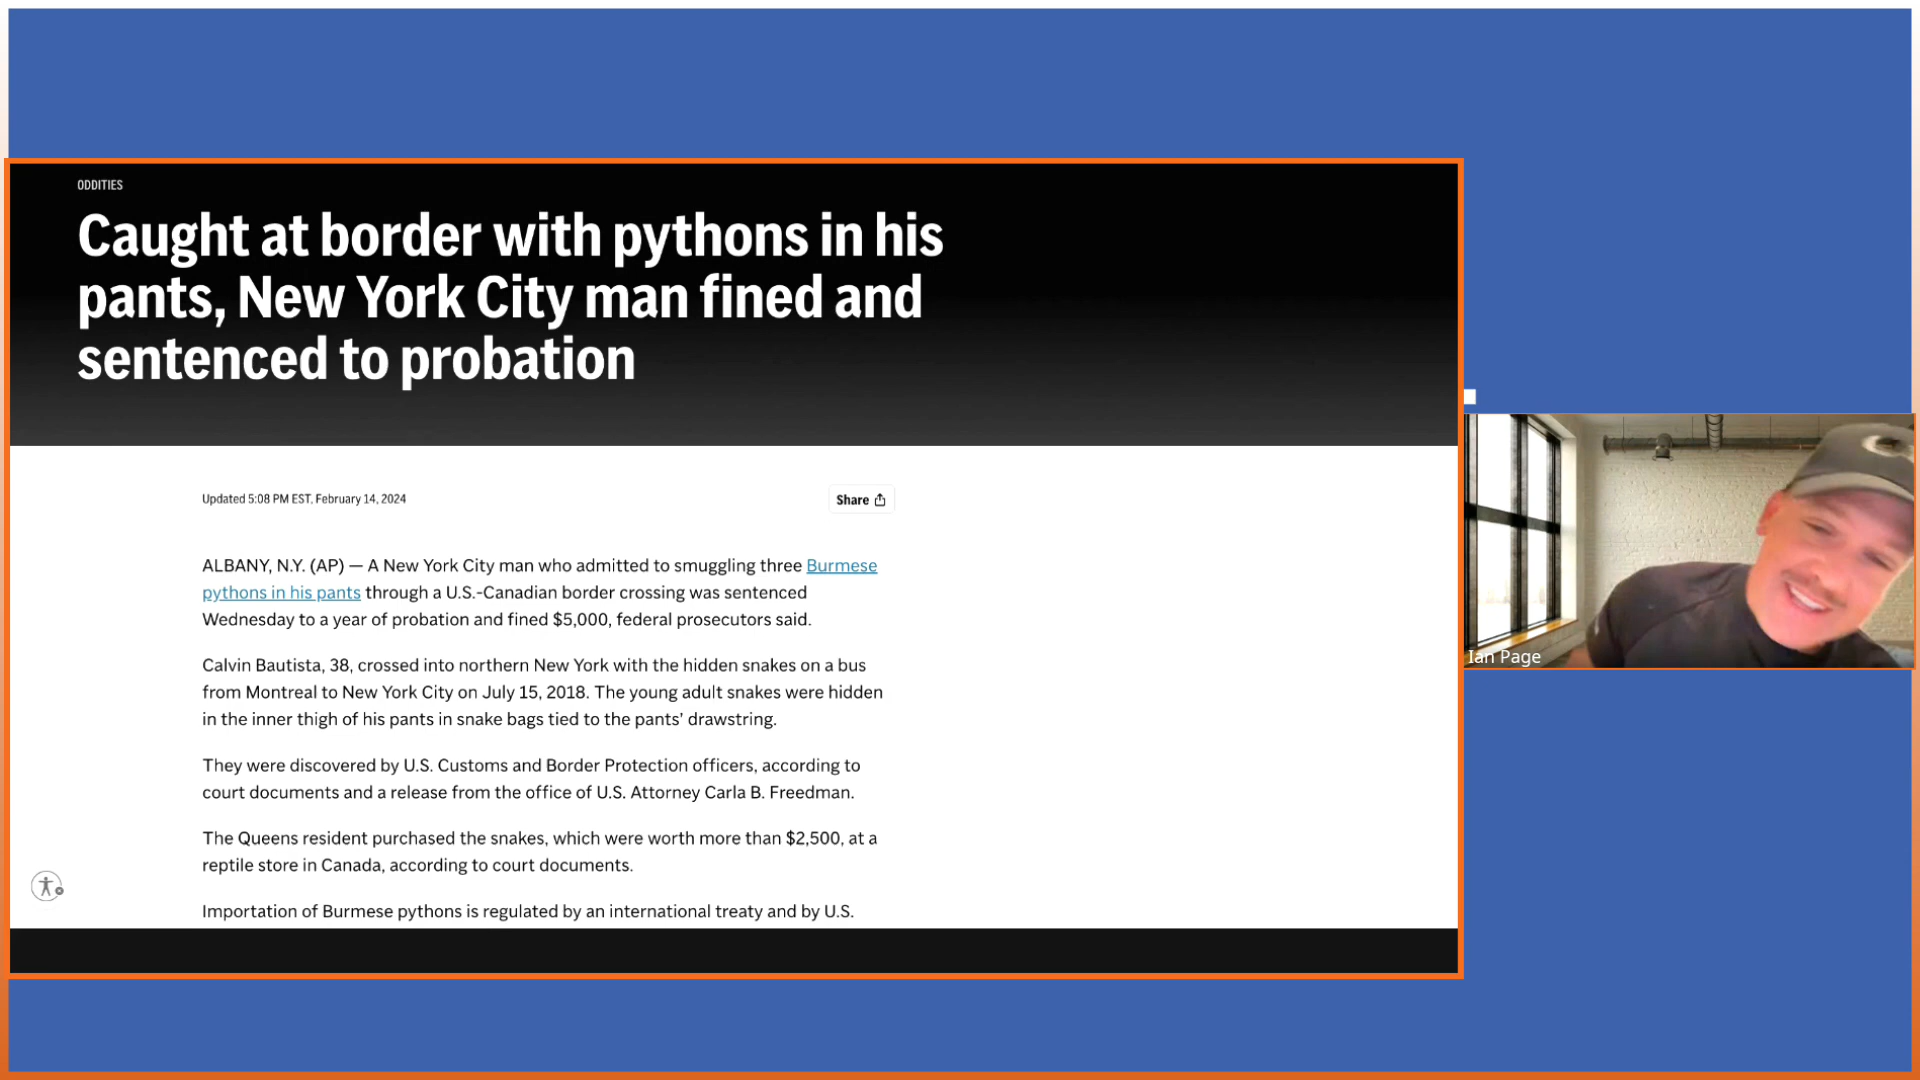 ODDITIES
Caught at border with pythons in his
pants, New York City man fined and
sentenced to probation
Updated 5:08 PM EST, February 14, 2024
Share
ALBANY, N.Y. (AP) — A New York City man who admitted to smuggling three Burmese
pythons in his pants through a U.S.-Canadian border crossing was sentenced
Wednesday to a year of probation and fined $5,000, federal prosecutors said.
Calvin Bautista, 38, crossed into northern New York with the hidden snakes on a bus
from Montreal to New York City on July 15, 2018. The young adult snakes were hidden
in the inner thigh of his pants in snake bags tied to the pants’ drawstring.
They were discovered by U.S. Customs and Border Protection officers, according to
court documents and a release from the office of U.S. Attorney Carla B. Freedman.
The Queens resident purchased the snakes, which were worth more than $2,500, at a
reptile store in Canada, according to court documents.
Importation of Burmese pythons is regulated by an international treaty and by U.S.
Ian Page